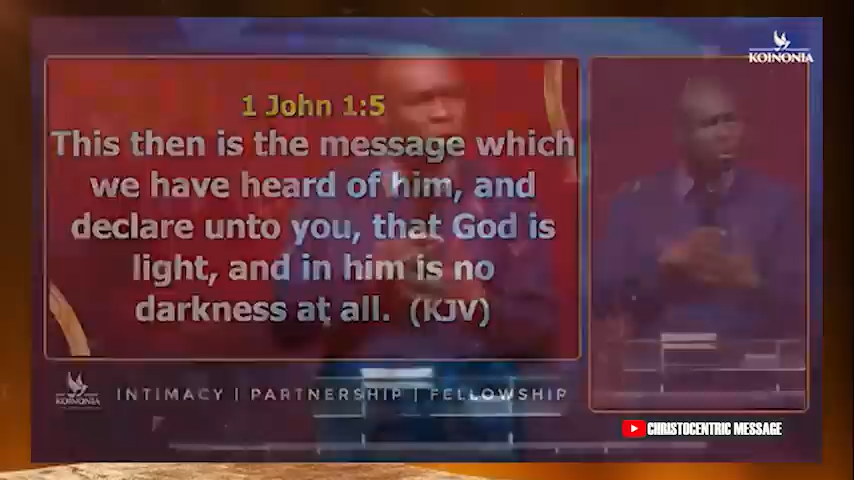 KOINONIA
1 John 1:5
This then is the message which
we have heard of him, and
declare unto you, that God is
light, and in him is no
darkness at all. (KJV)
KOINONIA
INTIMACY | PARTNERSHIP | FELLOWSHIP
CHRISTOCENTRIC MESSAGE